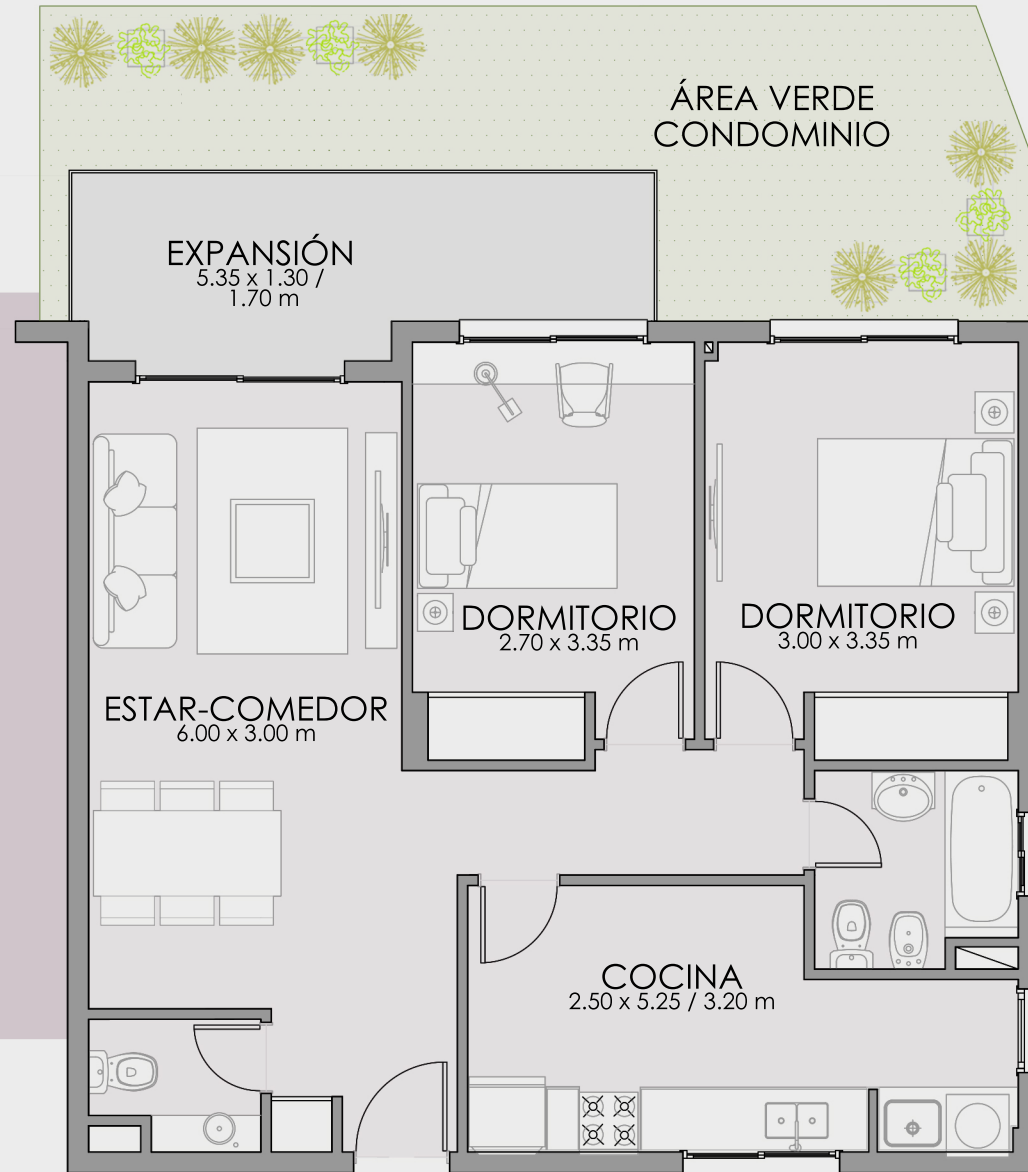 ÁREA VERDE
CONDOMINIO
EXPANSIÓN
5.35 x 1.30 /
1.70 m
DORMITORIO
2.70 x 3.35 m
DORMITORIO
3.00 x 3.35 m
ESTAR-COMEDOR
6.00 x 3.00 m
COCINA
2.50 x 5.25 / 3.20 m